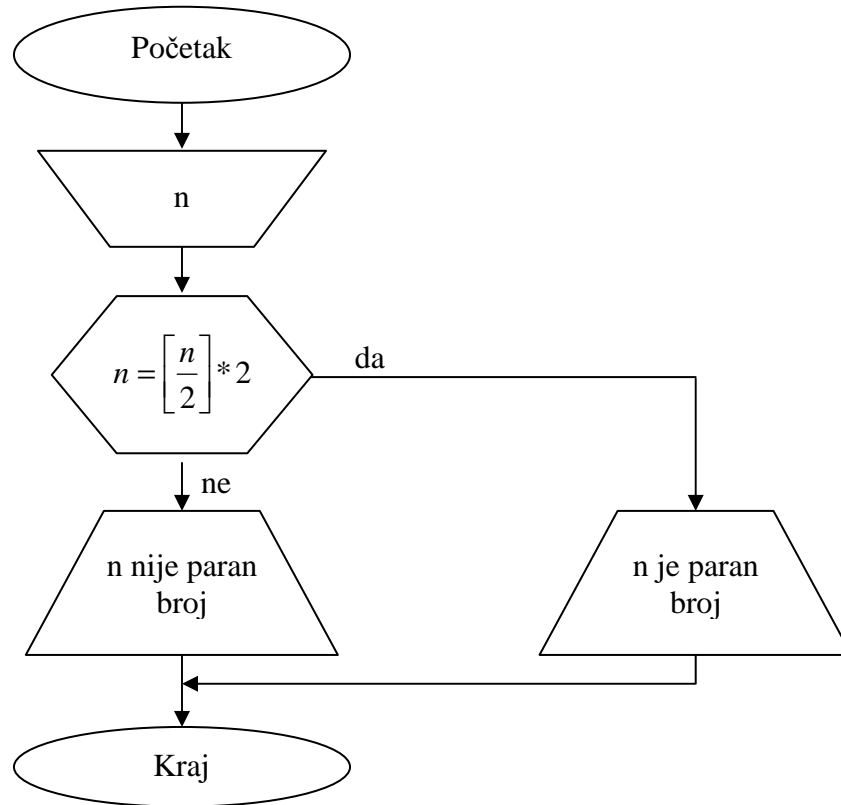 Početak
n
n = [n/2] * 2
da
ne
n nije paran
broj
n je paran
broj
Kraj